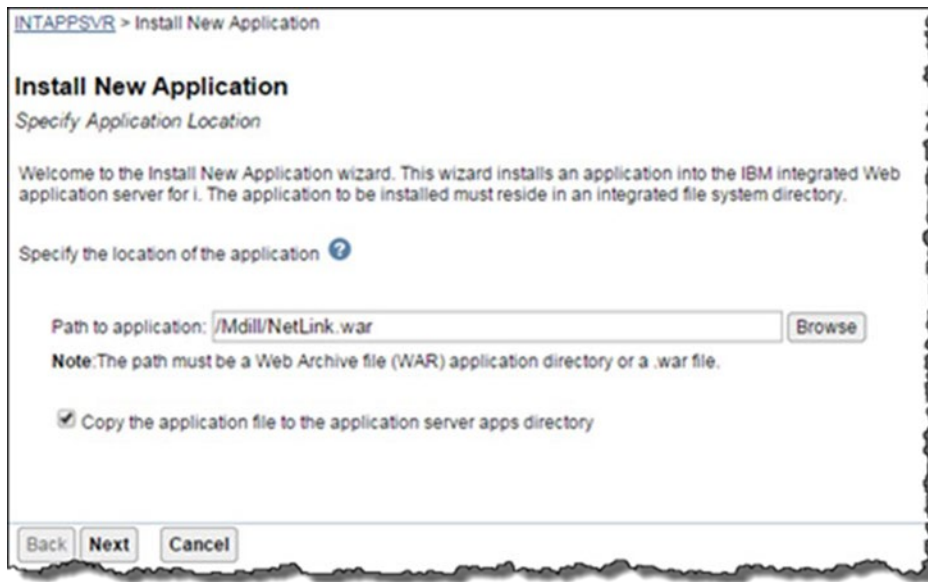 INTAPPSVR > Install New Application
Install New Application
Specify Application Location
Welcome to the Install New Application wizard. This wizard installs an application into the IBM integrated Web
application server for i. The application to be installed must reside in an integrated file system directory.
Specify the location of the application ?
Path to application: /Mdill/NetLink.war Browse
Note:The path must be a Web Archive file (WAR) application directory or a .war file.
Copy the application file to the application server apps directory
Back Next Cancel